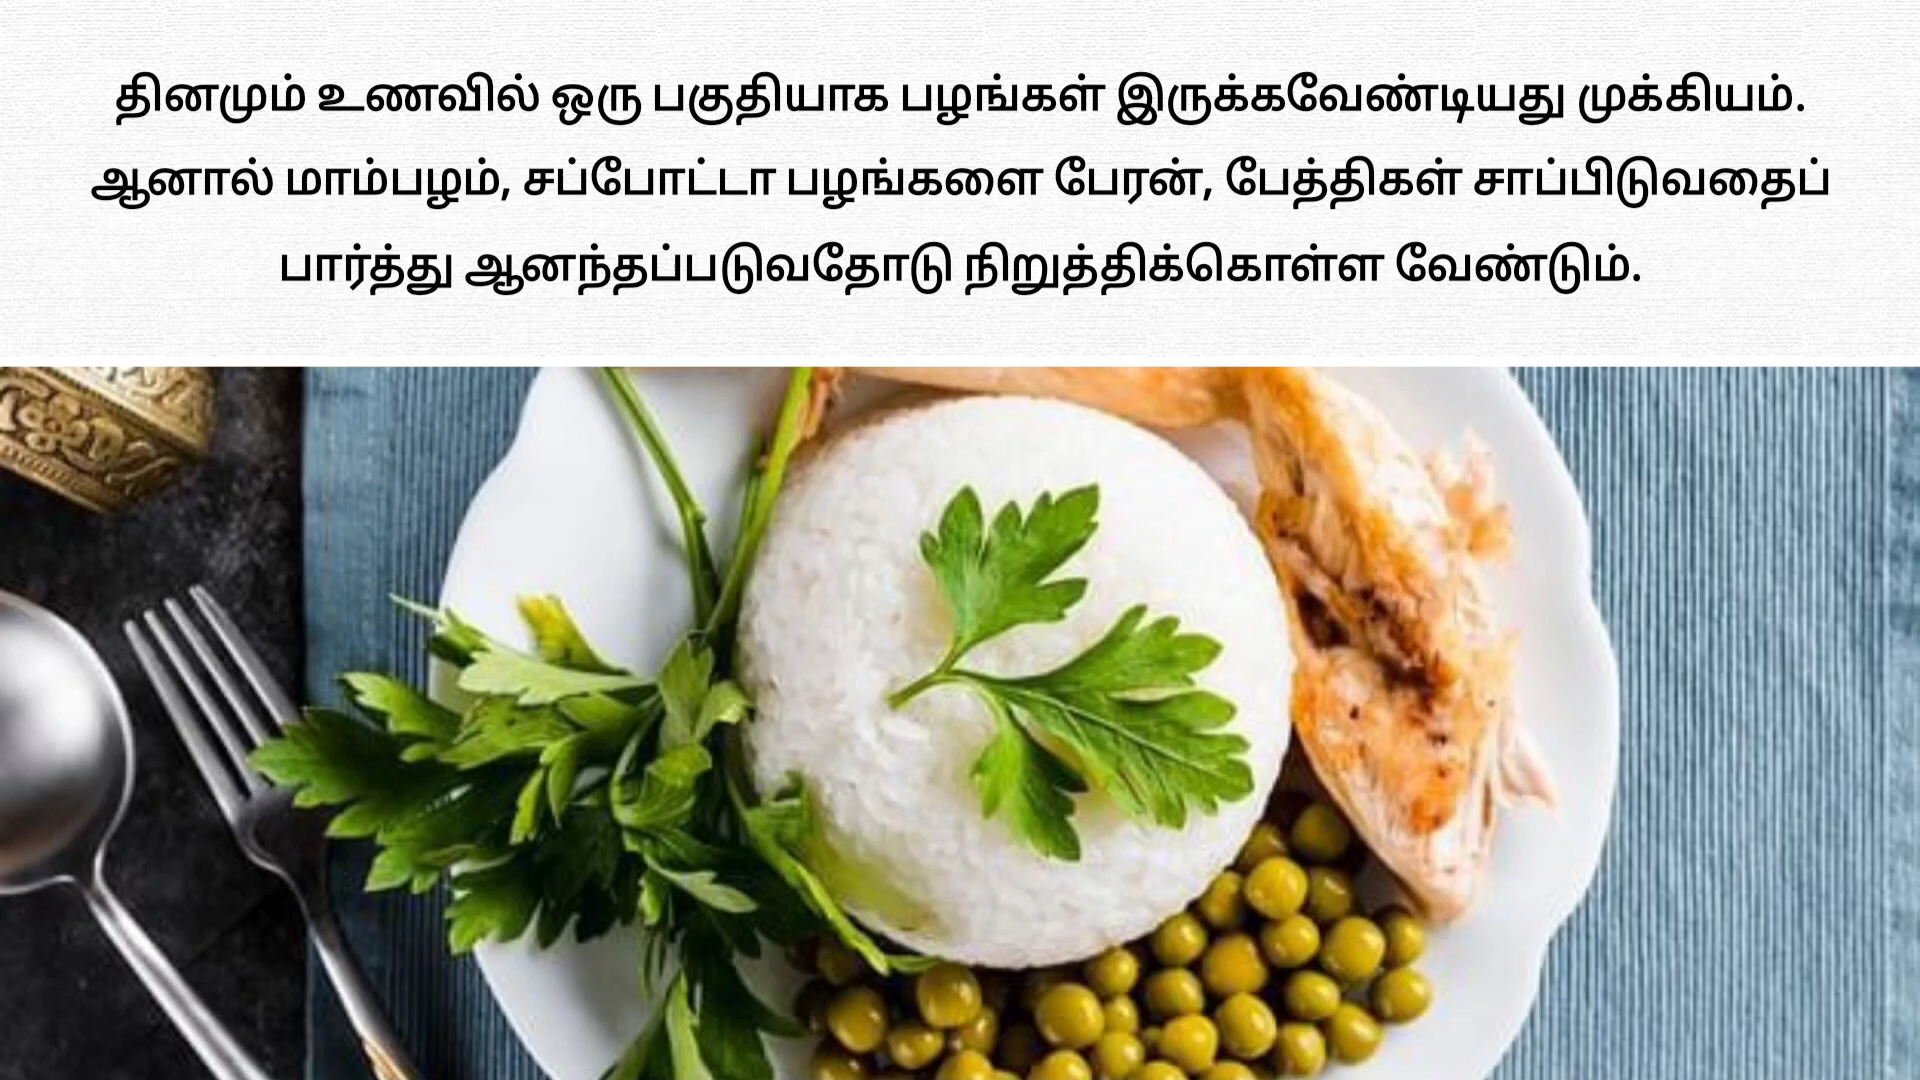 தினமும் உணவில் ஒரு பகுதியாக பழங்கள் இருக்கவேண்டியது முக்கியம்.
ஆனால் மாம்பழம், சப்போட்டா பழங்களை பேரன், பேத்திகள் சாப்பிடுவதைப்
பார்த்து ஆனந்தப்படுவதோடு நிறுத்திக்கொள்ள வேண்டும்.